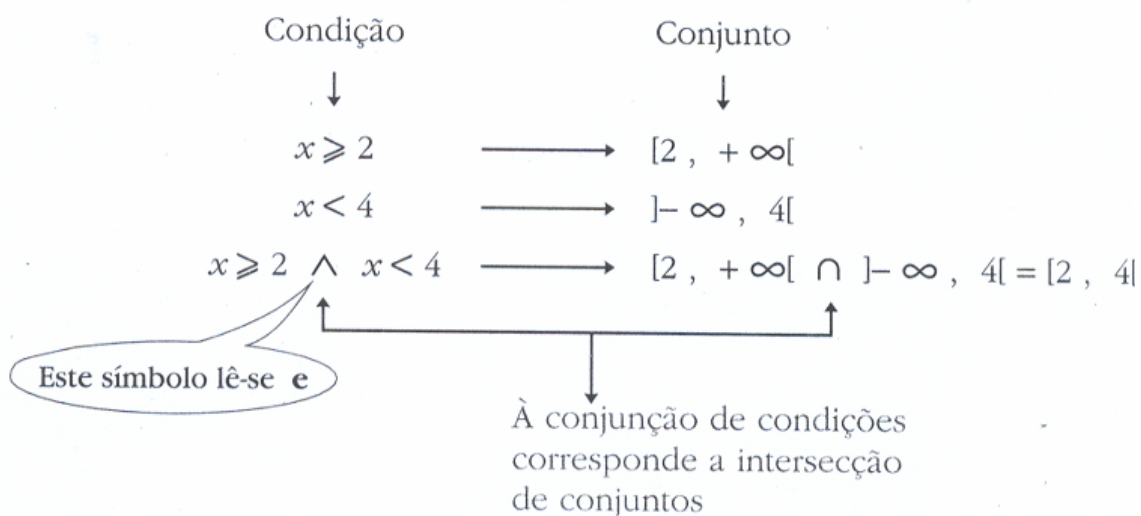 Condição Conjunto
x ⩾ 2 [2 , + ∞[
x < 4 ]– ∞ , 4[
x ⩾ 2 ∧ x < 4 [2 , + ∞[ ∩ ]– ∞ , 4[ = [2 , 4[
Este símbolo lê-se e
À conjunção de condições
corresponde a intersecção
de conjuntos